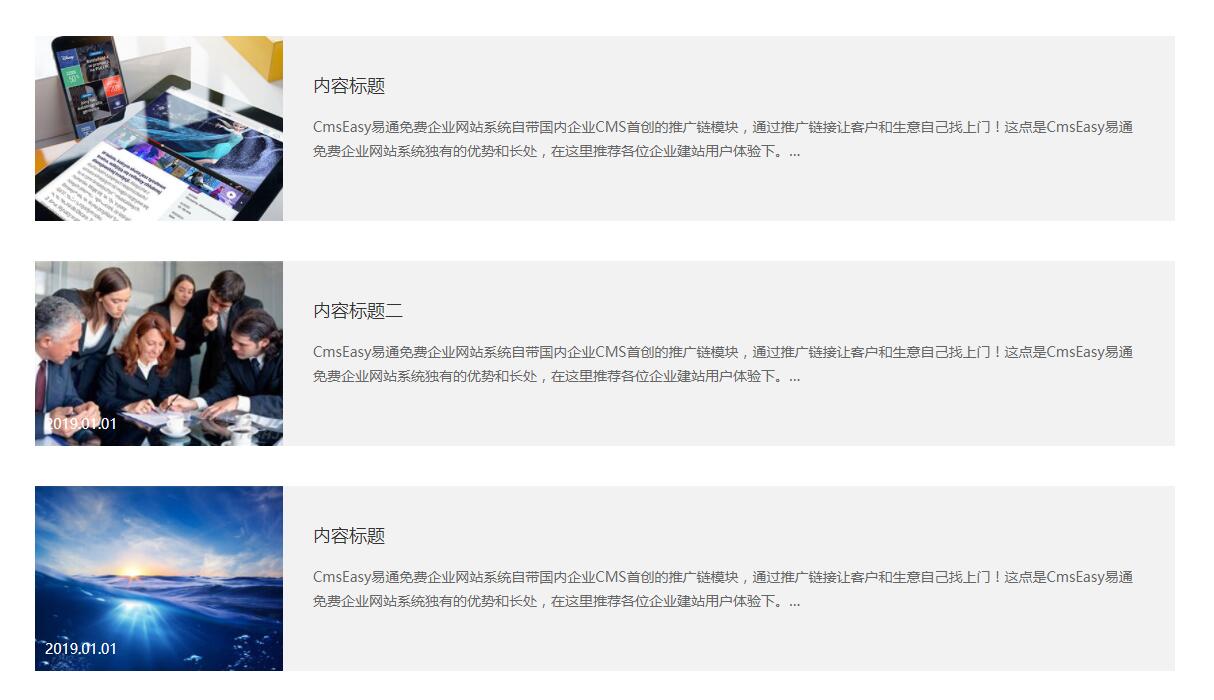 内容标题
CmsEasy易通免费企业网站系统自带国内企业CMS首创的推广链模块，通过推广链接让客户和生意自己找上门！这点是CmsEasy易通
免费企业网站系统独有的优势和长处，在这里推荐各位企业建站用户体验下。...
内容标题二
CmsEasy易通免费企业网站系统自带国内企业CMS首创的推广链模块，通过推广链接让客户和生意自己找上门！这点是CmsEasy易通
免费企业网站系统独有的优势和长处，在这里推荐各位企业建站用户体验下。...
2019.01.01
内容标题
CmsEasy易通免费企业网站系统自带国内企业CMS首创的推广链模块，通过推广链接让客户和生意自己找上门！这点是CmsEasy易通
免费企业网站系统独有的优势和长处，在这里推荐各位企业建站用户体验下。...
2019.01.01